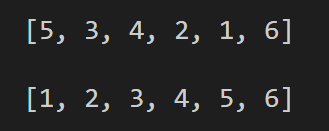 [5, 3, 4, 2, 1, 6]
[1, 2, 3, 4, 5, 6]